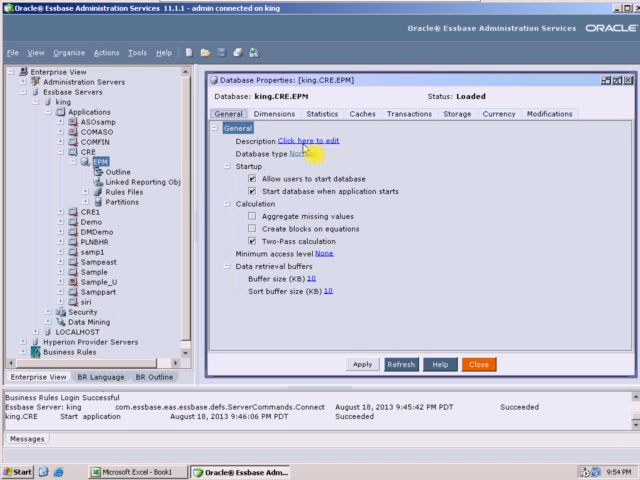 Oracle® Essbase Administration Services 11.1.1 - admin connected on king
Oracle® Essbase Administration Services ORACLE
File View Organize Actions Tools Help
Enterprise View
Administration Servers
Essbase Servers
king
Applications
ASOsamp
COMASO
COMFIN
CRE
EPM
Outline
Linked Reporting Obj
Rules Files
Partitions
CRE1
Demo
DMDemo
PLNBHR
samp1
Sampeast
Sample
Sample_U
Samppart
siri
Security
Data Mining
LOCALHOST
Hyperion Provider Servers
Business Rules
Enterprise View BR Language BR Outline
Database Properties: [king.CRE.EPM]
Database: king.CRE.EPM Status: Loaded
General Dimensions Statistics Caches Transactions Storage Currency Modifications
General
Description Click here to edit
Database type
Startup
Allow users to start database
Start database when application starts
Calculation
Aggregate missing values
Create blocks on equations
Two-Pass calculation
Minimum access level None
Data retrieval buffers
Buffer size (KB) 10
Sort buffer size (KB) 10
Apply Refresh Help Close
Business Rules Login Successful
Essbase Server: king com.essbase.eas.essbase.defs.ServerCommands.Connect August 18, 2013 9:45:42 PM PDT Succeeded
king.CRE Start application August 18, 2013 9:46:06 PM PDT Succeeded
Messages
Start Microsoft Excel - Book1 Oracle® Essbase Adm... 9:54 PM